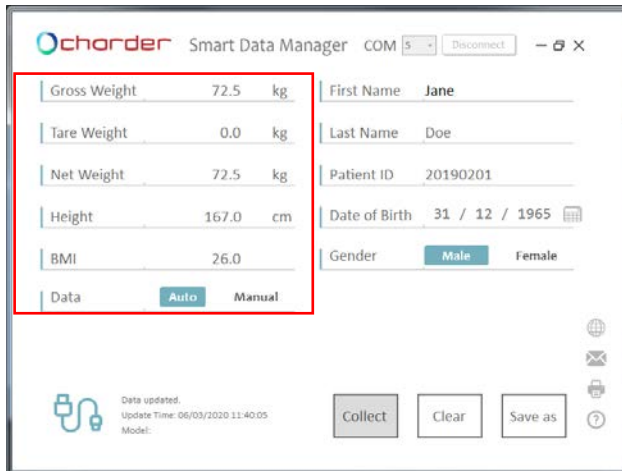 charder Smart Data Manager COM 5 Disconnect
Gross Weight 72.5 kg First Name Jane
Tare Weight 0.0 kg Last Name Doe
Net Weight 72.5 kg Patient ID 20190201
Height 167.0 cm Date of Birth 31 / 12 / 1965
BMI 26.0 Gender Male Female
Data Auto Manual
Data updated.
Update Time: 06/03/2020 11:40:05
Model:
Collect Clear Save as
?